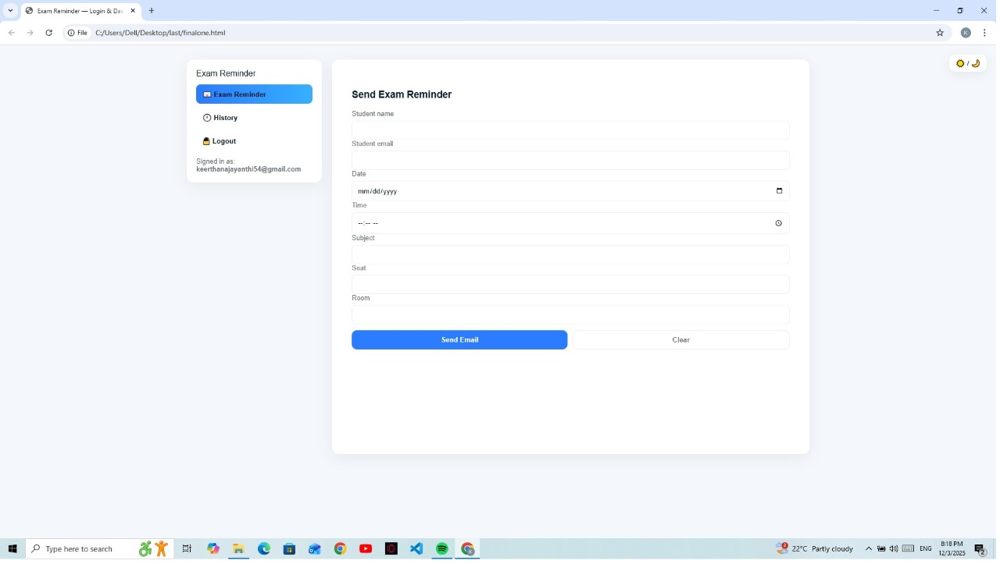 Exam Reminder — Login & Das
File
C:/Users/Dell/Desktop/last/finalone.html
K
Exam Reminder
Exam Reminder
History
Logout
Signed in as:
keerthanajayanthi54@gmail.com
/
Send Exam Reminder
Student name
Student email
Date
mm/dd/yyyy
Time
--:-- --
Subject
Seat
Room
Send Email
Clear
Type here to search
2
22°C Partly cloudy
ENG
8:18 PM
12/3/2025
2